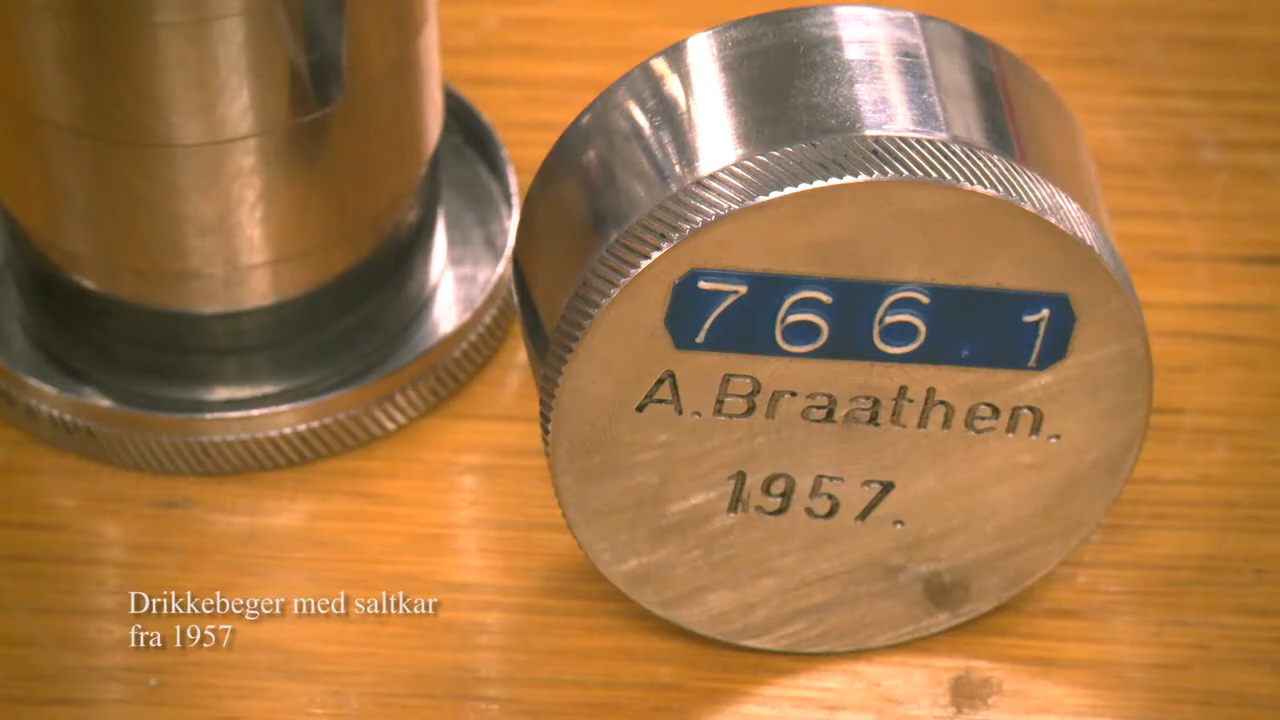 766 1
A.Braathen.
1957.
Drikkebeger med saltkar
fra 1957